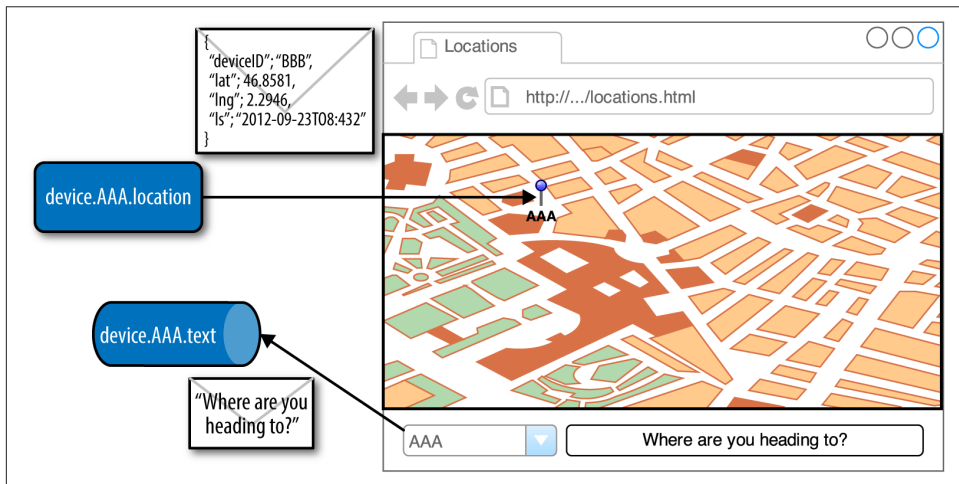 {
"deviceID"; "BBB",
"lat"; 46.8581,
"lng"; 2.2946,
"ls"; "2012-09-23T08:432"
}
Locations
http://.../locations.html
device.AAA.location
AAA
device.AAA.text
"Where are you
heading to?"
AAA
Where are you heading to?